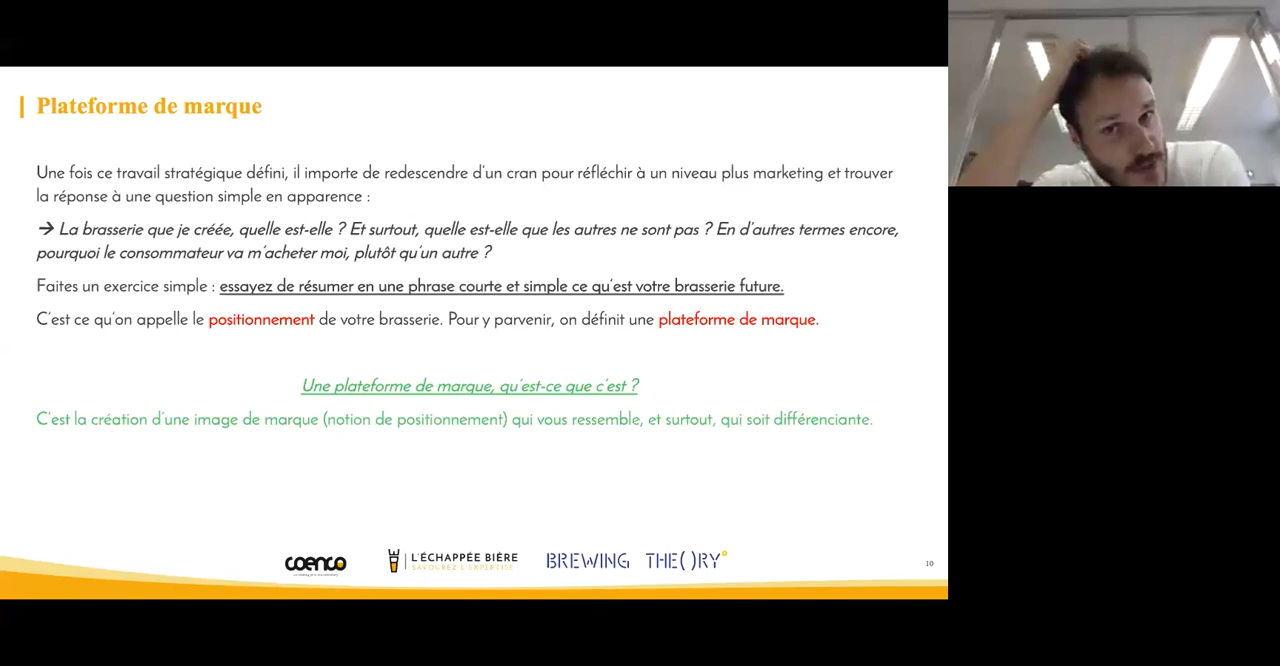 Plateforme de marque
Une fois ce travail stratégique défini, il importe de redescendre d'un cran pour réfléchir à un niveau plus marketing et trouver
la réponse à une question simple en apparence :
→ La brasserie que je créée, quelle est-elle ? Et surtout, quelle est-elle que les autres ne sont pas ? En d'autres termes encore,
pourquoi le consommateur va m'acheter moi, plutôt qu'un autre ?
Faites un exercice simple : essayez de résumer en une phrase courte et simple ce qu'est votre brasserie future.
C'est ce qu'on appelle le positionnement de votre brasserie. Pour y parvenir, on définit une plateforme de marque.
Une plateforme de marque, qu'est-ce que c'est ?
C'est la création d'une image de marque (notion de positionnement) qui vous ressemble, et surtout, qui soit différenciante.
coenco
L'ÉCHAPPÉE BIÈRE
SAVOUREZ L'EXPERTISE
BREWING THE( )RY
10